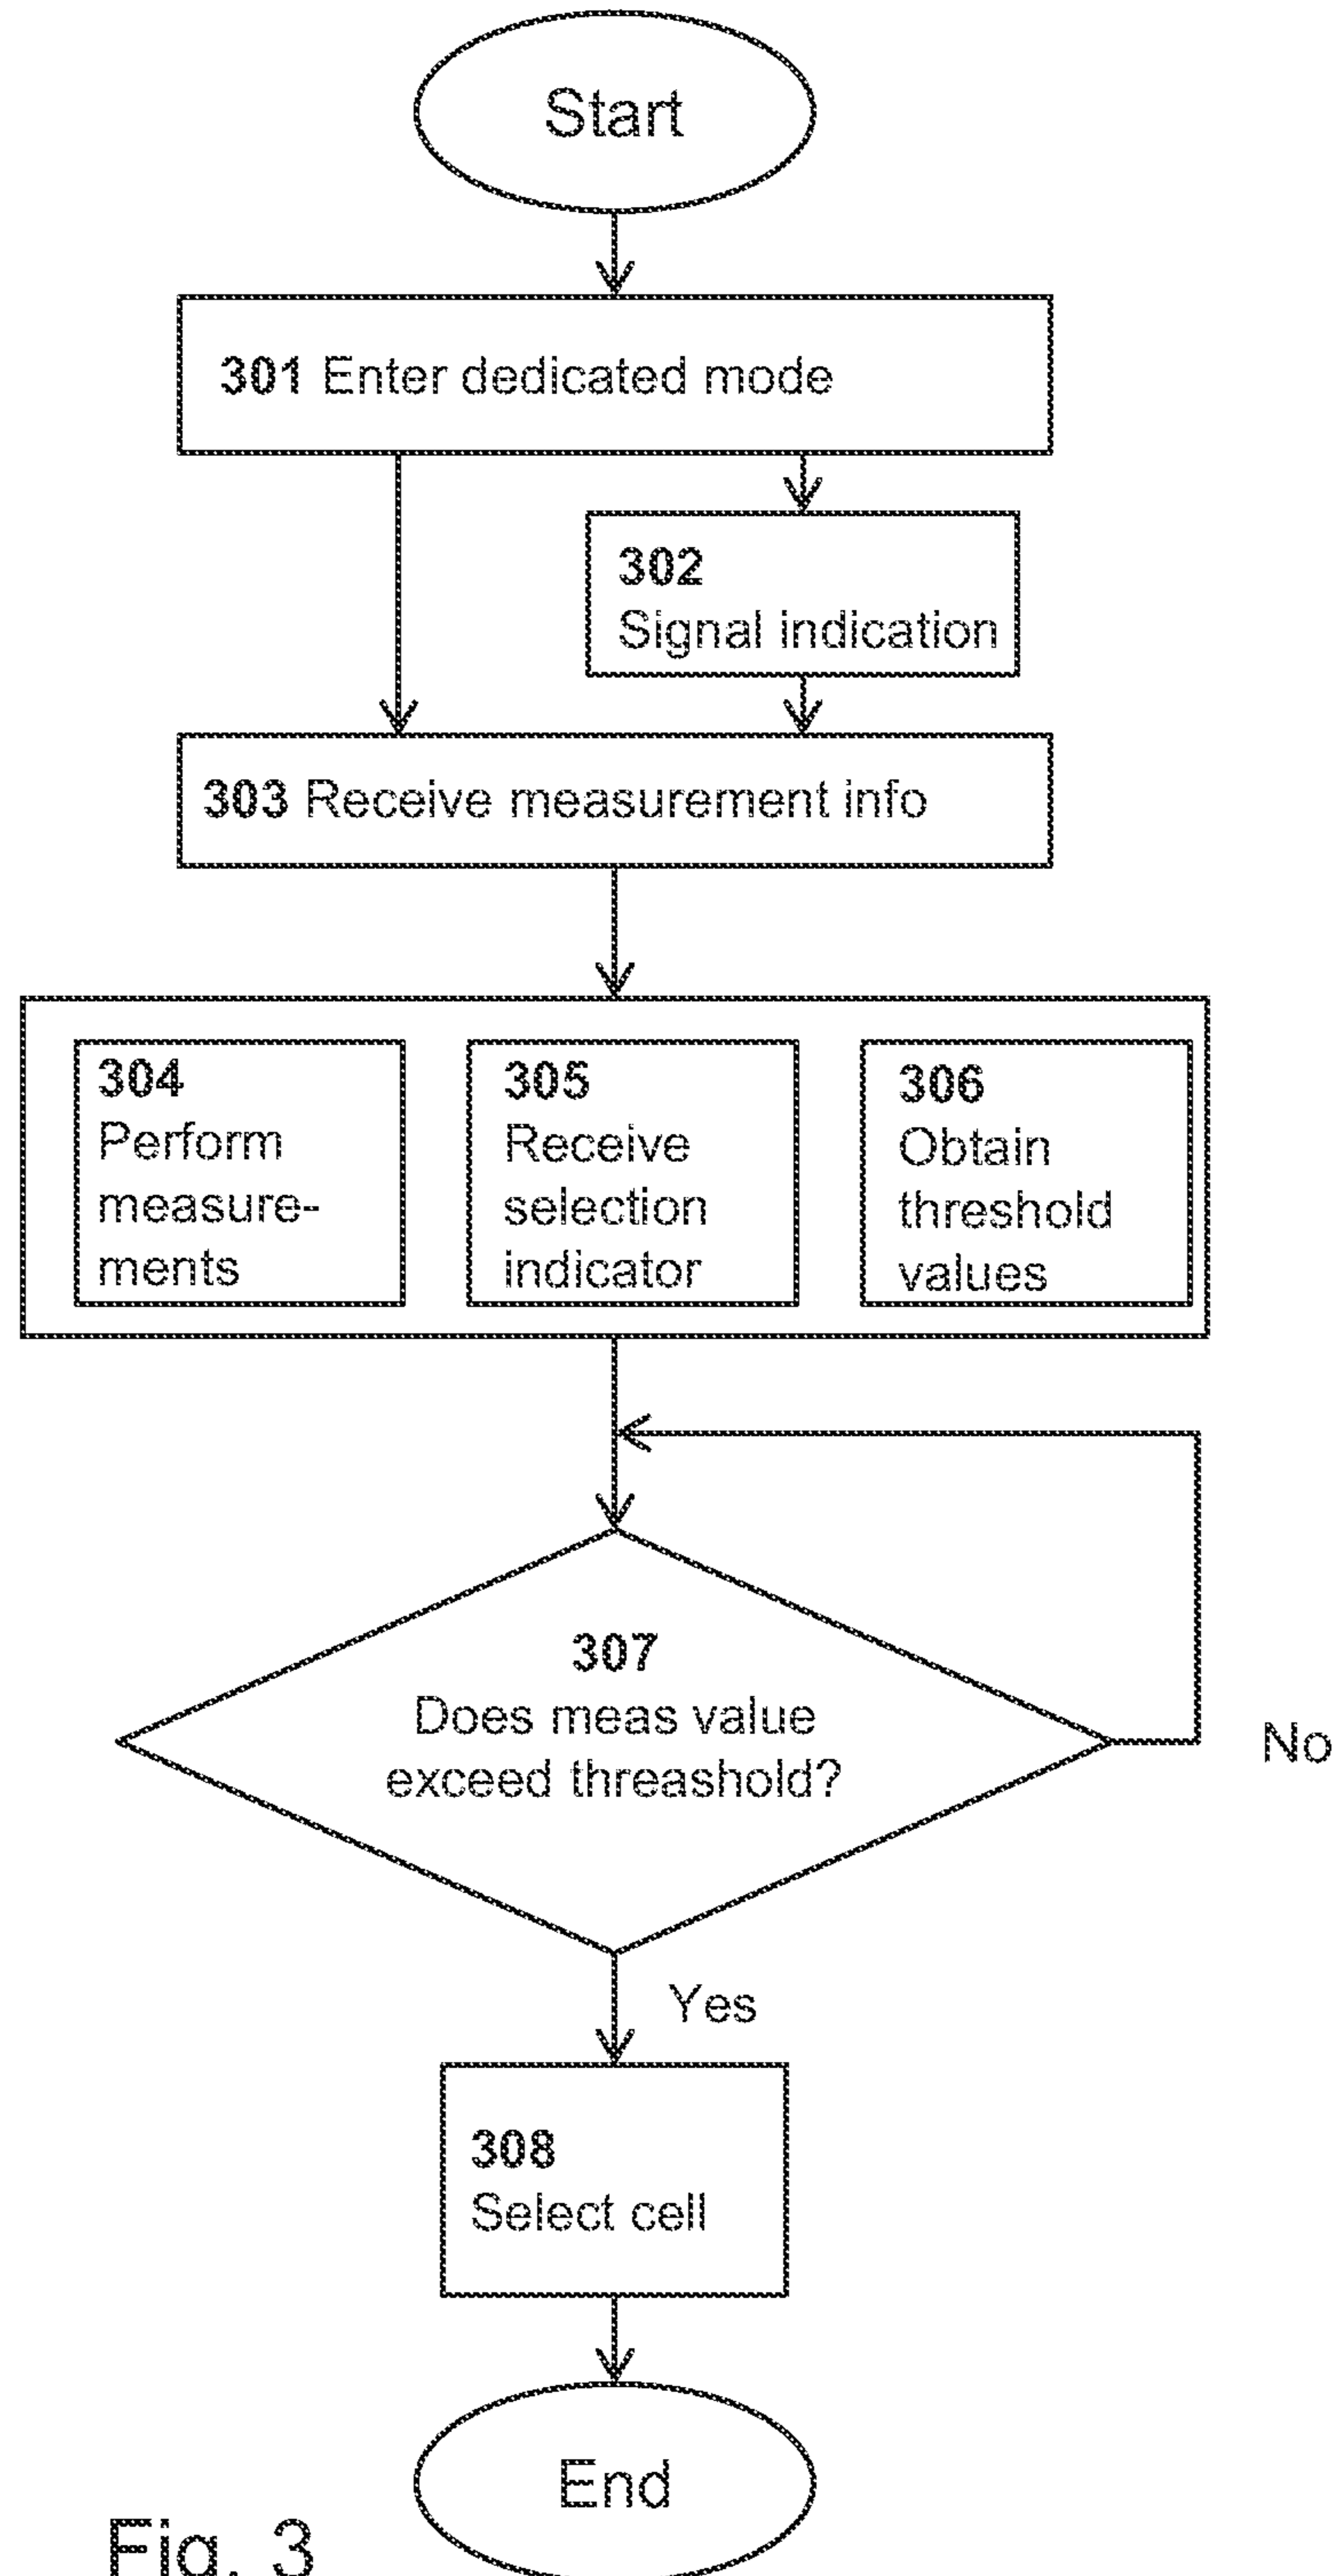 Start
301 Enter dedicated mode
302
Signal indication
303 Receive measurement info
304
Perform
measure-
ments
305
Receive
selection
indicator
306
Obtain
threshold
values
307
Does meas value
exceed threashold?
No
Yes
308
Select cell
End
Fig. 3